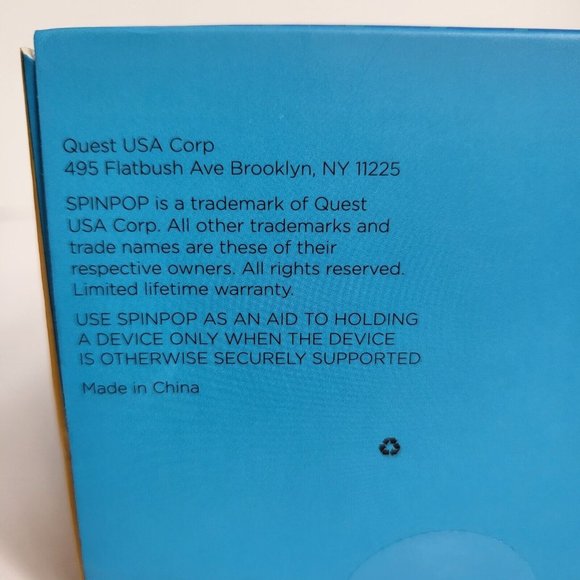 Quest USA Corp
495 Flatbush Ave Brooklyn, NY 11225
SPINPOP is a trademark of Quest
USA Corp. All other trademarks and
trade names are these of their
respective owners. All rights reserved.
Limited lifetime warranty.
USE SPINPOP AS AN AID TO HOLDING
A DEVICE ONLY WHEN THE DEVICE
IS OTHERWISE SECURELY SUPPORTED
Made in China